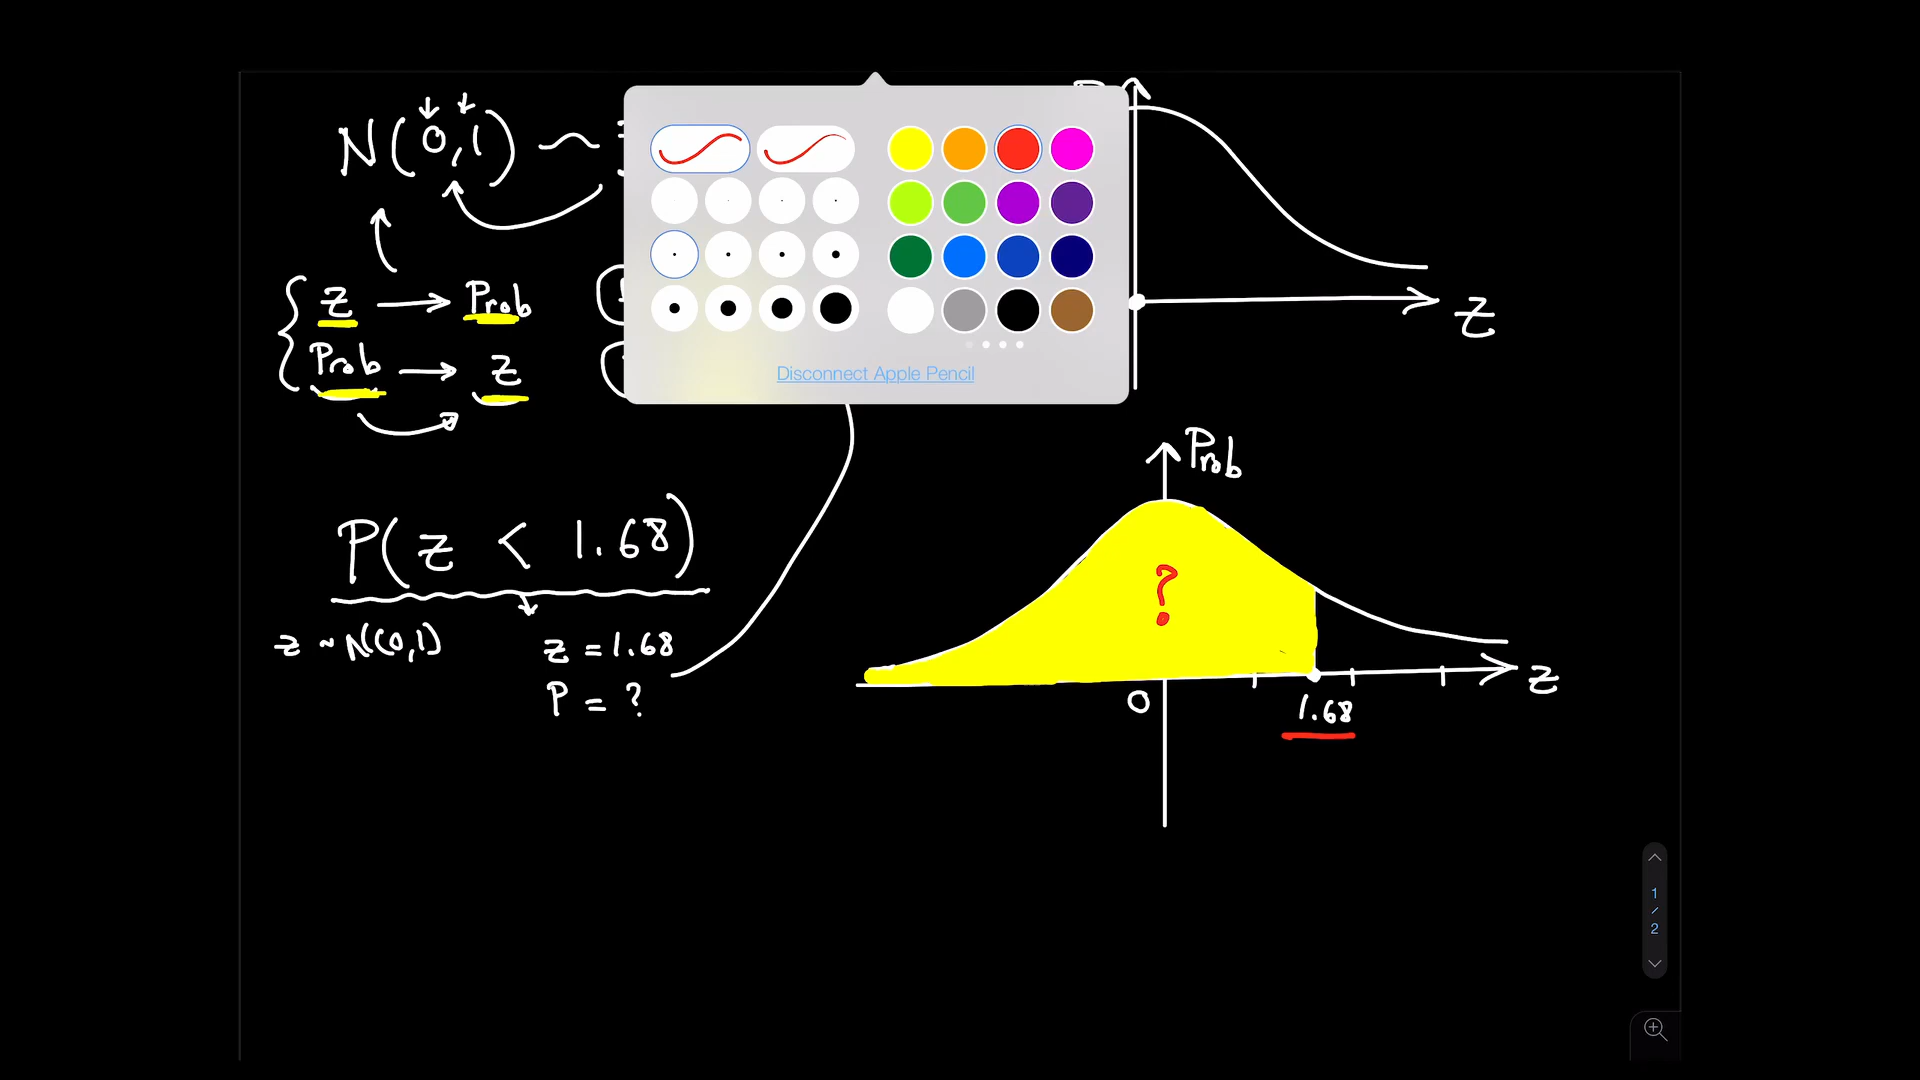 N(0,1) ~
z → Prob
Prob → z
Disconnect Apple Pencil
z
P(z < 1.68)
z ~ N(0,1)
z = 1.68
P = ?
Prob
?
0
1.68
z
1
/
2